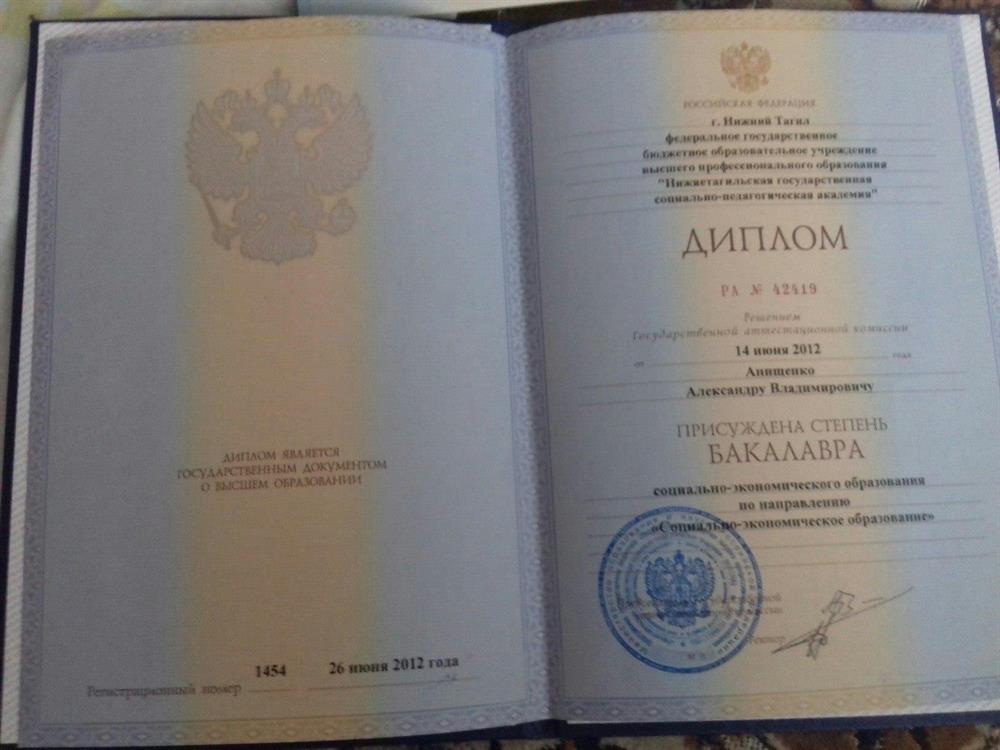 ДИПЛОМ ЯВЛЯЕТСЯ
ГОСУДАРСТВЕННЫМ ДОКУМЕНТОМ
О ВЫСШЕМ ОБРАЗОВАНИИ
Регистрационный номер 1454 26 июня 2012 года
РОССИЙСКАЯ ФЕДЕРАЦИЯ
г. Нижний Тагил
федеральное государственное
бюджетное образовательное учреждение
высшего профессионального образования
"Нижнетагильская государственная
социально-педагогическая академия"
ДИПЛОМ
РА № 42419
Решением
Государственной аттестационной комиссии
от 14 июня 2012 года
Анищенко
Александру Владимировичу
ПРИСУЖДЕНА СТЕПЕНЬ
БАКАЛАВРА
социально-экономического образования
по направлению
«Социально-экономическое образование»
Ректор
М.П.